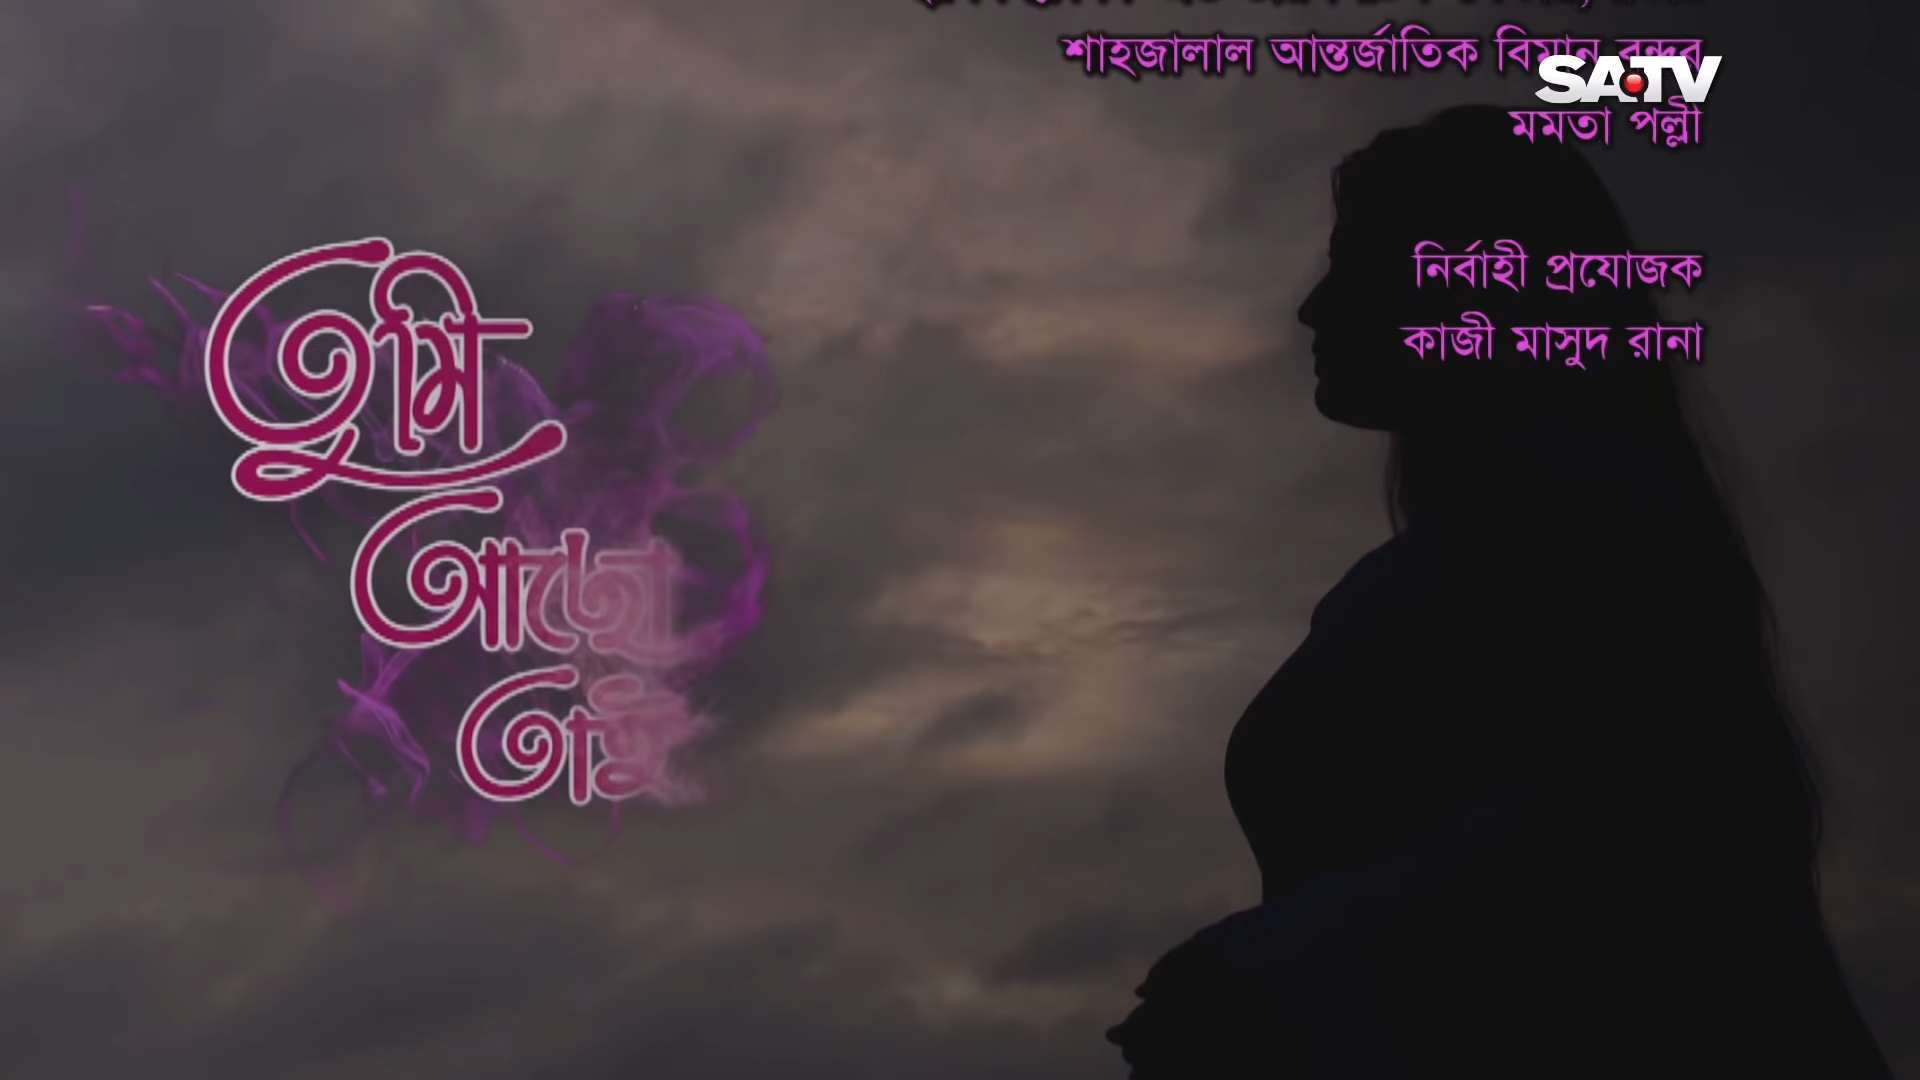 শাহজালাল আন্তর্জাতিক বিমান বন্দর
SATV
মমতা পল্লী
নির্বাহী প্রযোজক
কাজী মাসুদ রানা
তুমি
আছো
তাই